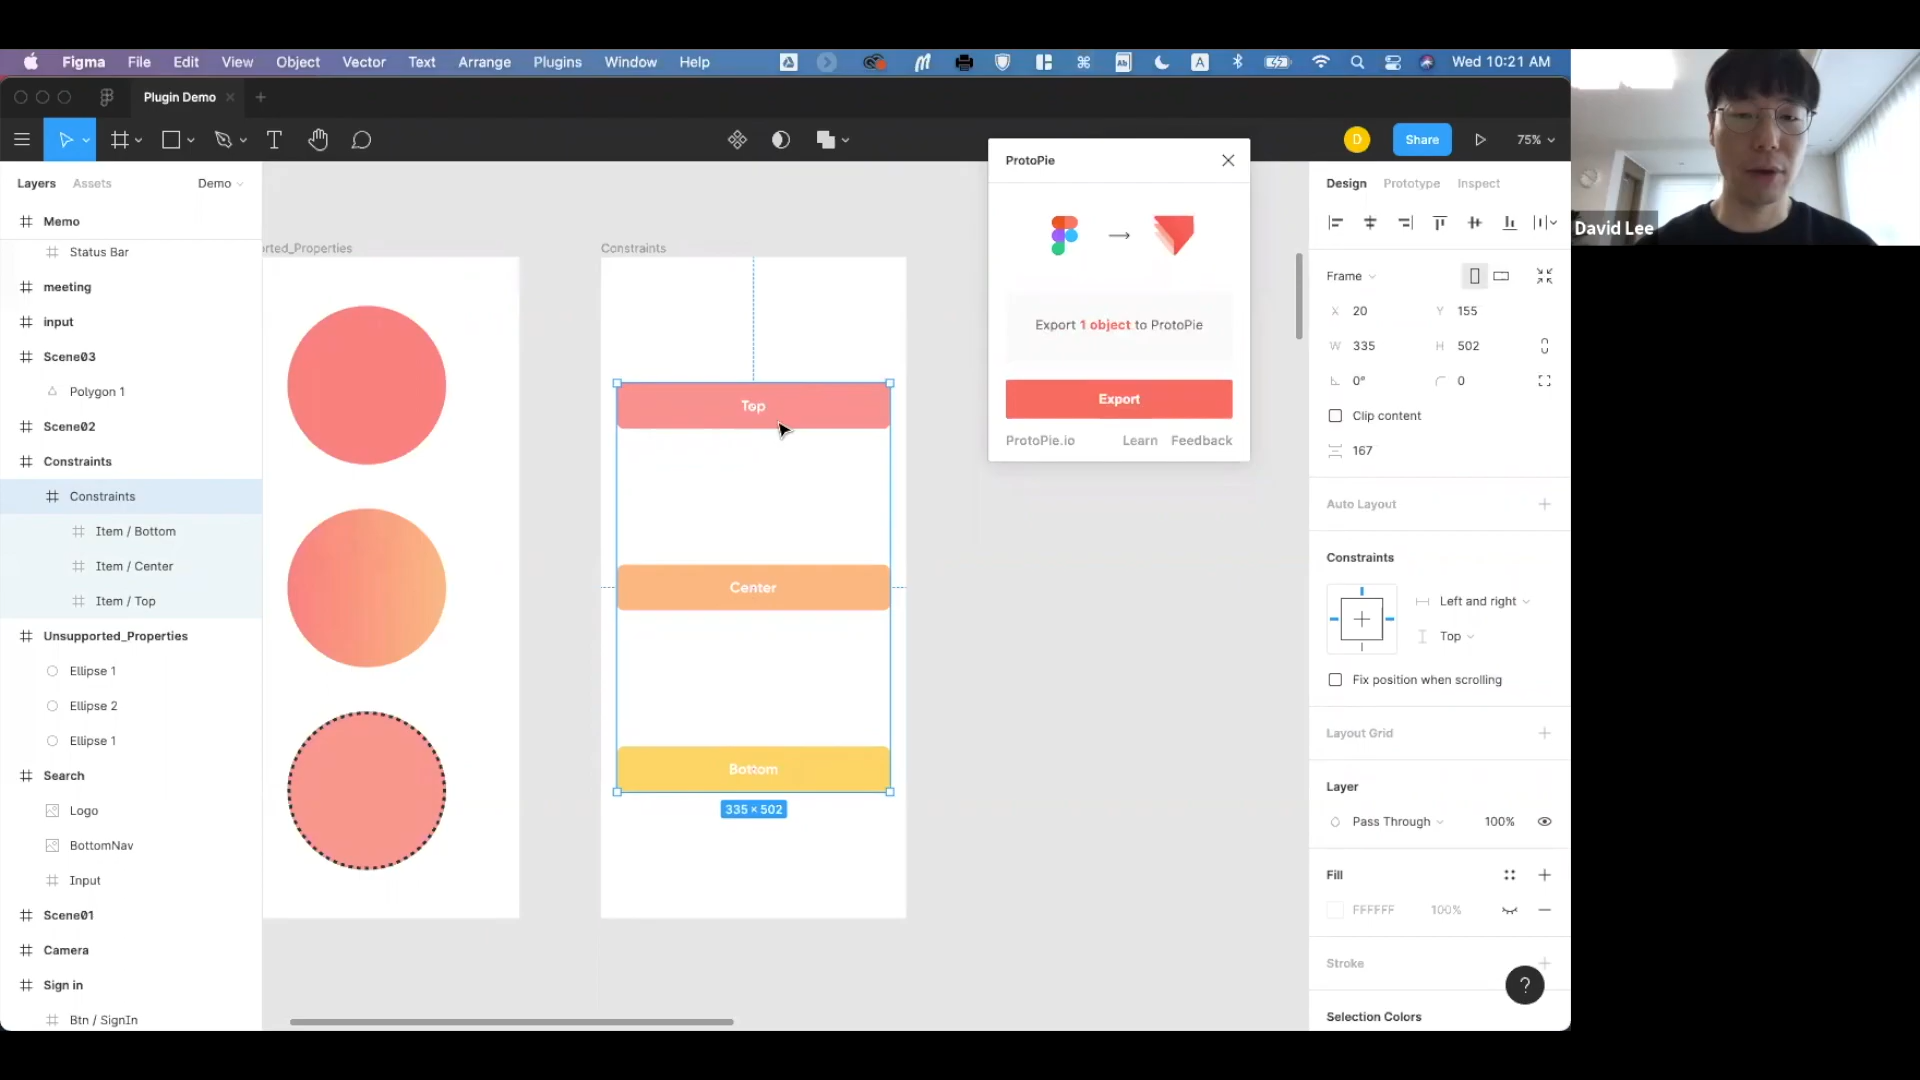 Figma File Edit View Object Vector Text Arrange Plugins Window Help Wed 10:21 AM
Plugin Demo
D Share 75%
Layers Assets Demo
Memo
Status Bar
meeting
input
Scene03
Polygon 1
Scene02
Constraints
Constraints
Item / Bottom
Item / Center
Item / Top
Unsupported_Properties
Ellipse 1
Ellipse 2
Ellipse 1
Search
Logo
BottomNav
Input
Scene01
Camera
Sign in
Btn / SignIn
orted_Properties
Constraints
Top
Center
Bottom
335 × 502
ProtoPie
Export 1 object to ProtoPie
Export
ProtoPie.io Learn Feedback
Design Prototype Inspect
Frame
X 20 Y 155
W 335 H 502
0° 0
Clip content
167
Auto Layout
Constraints
Left and right
Top
Fix position when scrolling
Layout Grid
Layer
Pass Through 100%
Fill
FFFFFF 100%
Stroke
?
Selection Colors
David Lee